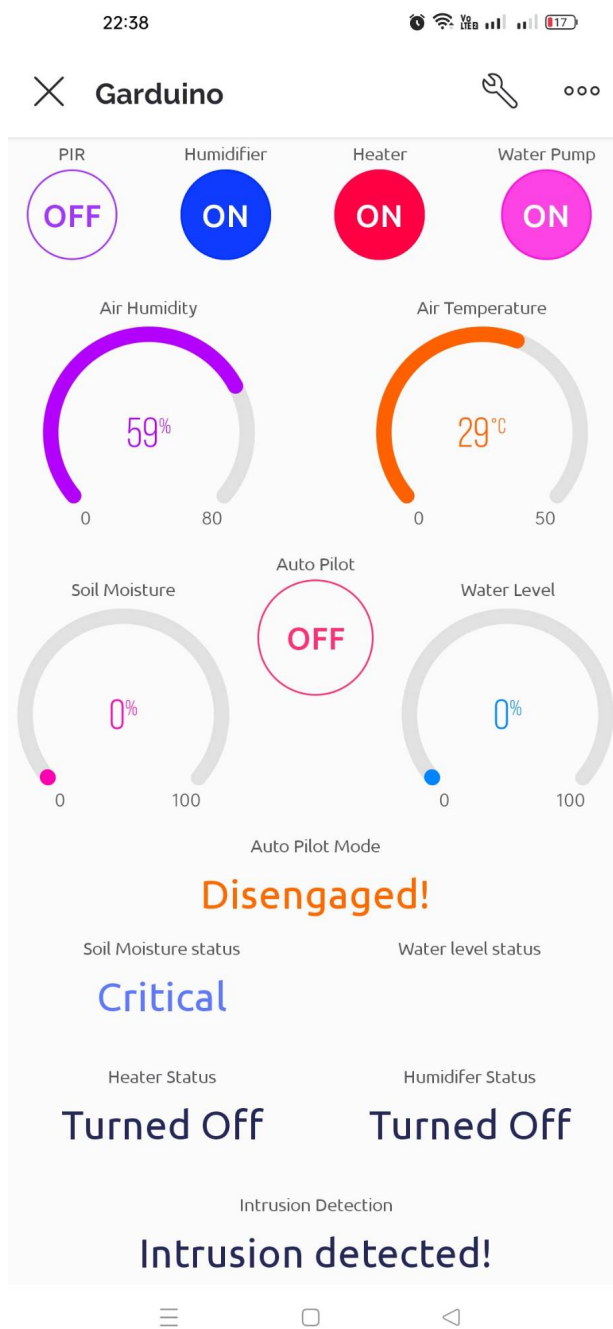 22:38
Vo LTE 2
17
Garduino
PIR Humidifier Heater Water Pump
OFF ON ON ON
Air Humidity Air Temperature
59% 29°C
0 80 0 50
Auto Pilot
Soil Moisture Water Level
OFF
0% 0%
0 100 0 100
Auto Pilot Mode
Disengaged!
Soil Moisture status Water level status
Critical
Heater Status Humidifer Status
Turned Off Turned Off
Intrusion Detection
Intrusion detected!